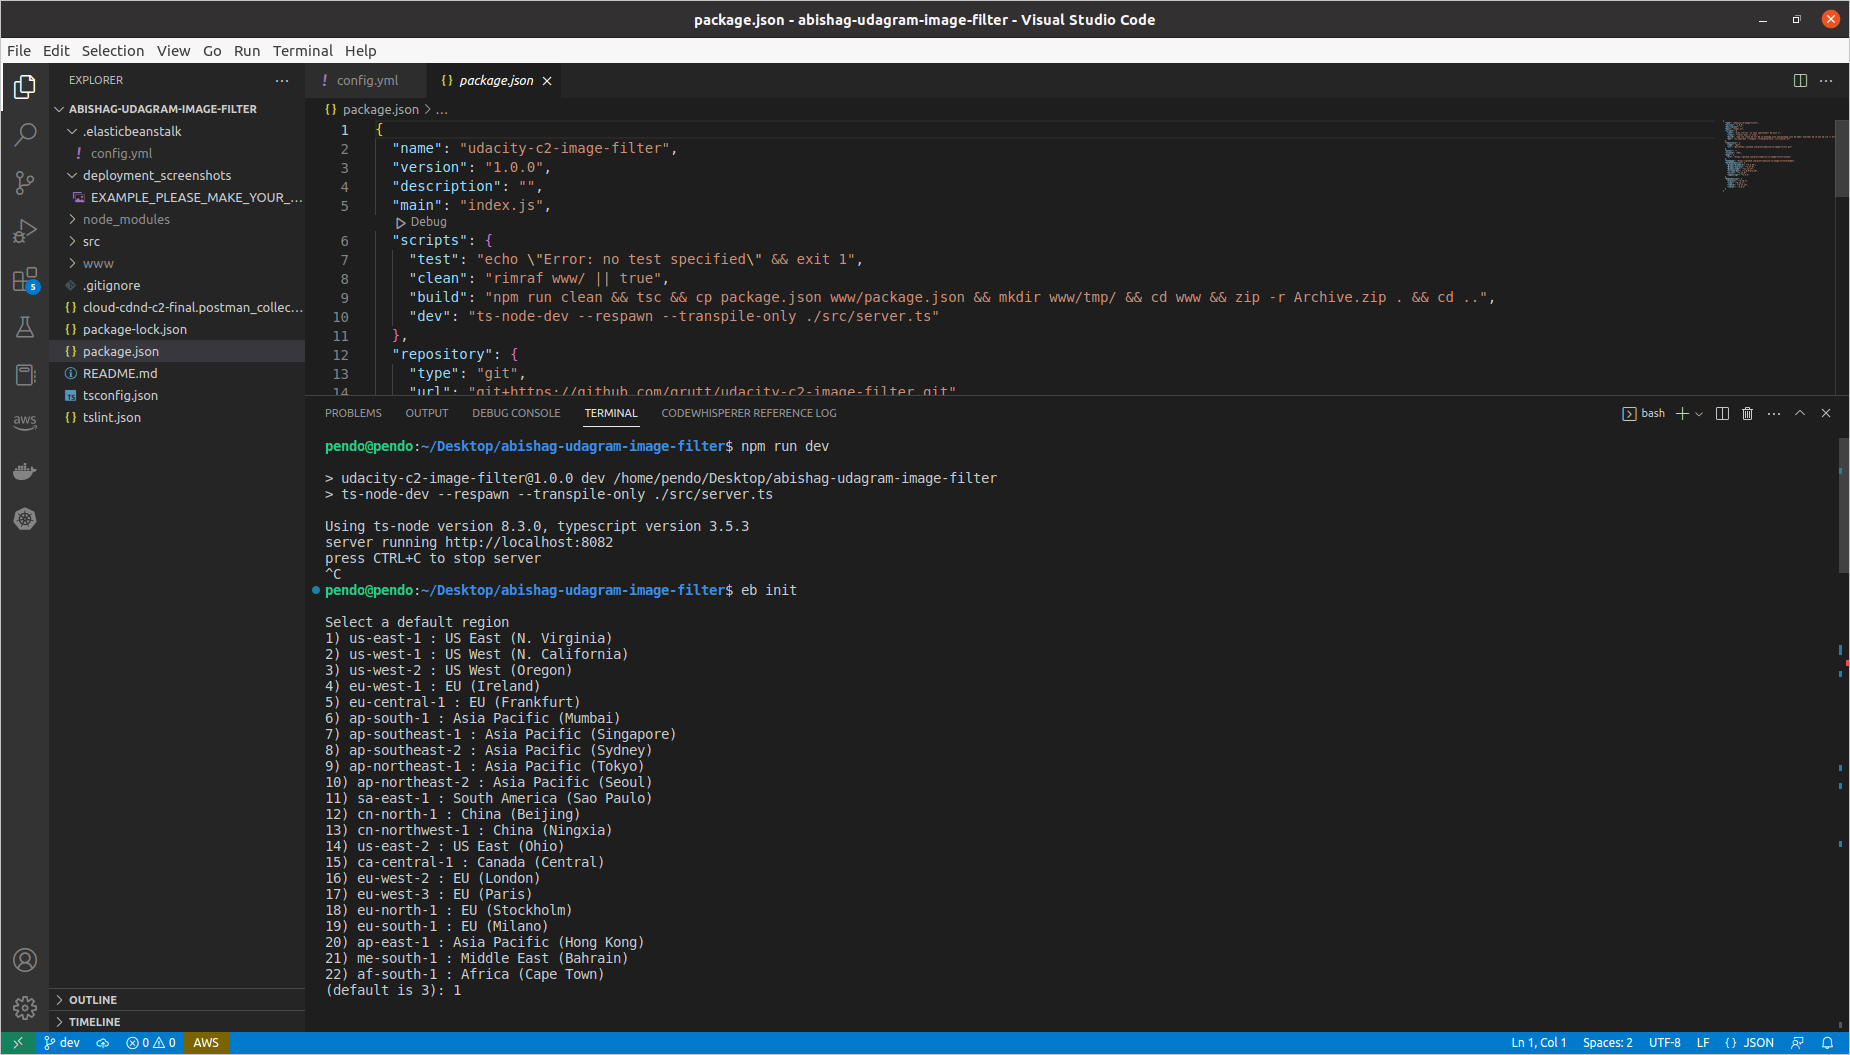 package.json - abishag-udagram-image-filter - Visual Studio Code
File Edit Selection View Go Run Terminal Help
EXPLORER
ABISHAG-UDAGRAM-IMAGE-FILTER
.elasticbeanstalk
config.yml
deployment_screenshots
EXAMPLE_PLEASE_MAKE_YOUR_...
node_modules
src
www
.gitignore
cloud-cdnd-c2-final.postman_collec...
package-lock.json
package.json
README.md
tsconfig.json
tslint.json
OUTLINE
TIMELINE
5
aws
config.yml
package.json
package.json > ...
1 {
2 "name": "udacity-c2-image-filter",
3 "version": "1.0.0",
4 "description": "",
5 "main": "index.js",
Debug
6 "scripts": {
7 "test": "echo \"Error: no test specified\" && exit 1",
8 "clean": "rimraf www/ || true",
9 "build": "npm run clean && tsc && cp package.json www/package.json && mkdir www/tmp/ && cd www && zip -r Archive.zip . && cd ..",
10 "dev": "ts-node-dev --respawn --transpile-only ./src/server.ts"
11 },
12 "repository": {
13 "type": "git",
14 "url": "git+https://github.com/grutt/udacity-c2-image-filter.git"
PROBLEMS OUTPUT DEBUG CONSOLE TERMINAL CODEWHISPERER REFERENCE LOG
bash
pendo@pendo:~/Desktop/abishag-udagram-image-filter$ npm run dev
> udacity-c2-image-filter@1.0.0 dev /home/pendo/Desktop/abishag-udagram-image-filter
> ts-node-dev --respawn --transpile-only ./src/server.ts
Using ts-node version 8.3.0, typescript version 3.5.3
server running http://localhost:8082
press CTRL+C to stop server
^C
pendo@pendo:~/Desktop/abishag-udagram-image-filter$ eb init
Select a default region
1) us-east-1 : US East (N. Virginia)
2) us-west-1 : US West (N. California)
3) us-west-2 : US West (Oregon)
4) eu-west-1 : EU (Ireland)
5) eu-central-1 : EU (Frankfurt)
6) ap-south-1 : Asia Pacific (Mumbai)
7) ap-southeast-1 : Asia Pacific (Singapore)
8) ap-southeast-2 : Asia Pacific (Sydney)
9) ap-northeast-1 : Asia Pacific (Tokyo)
10) ap-northeast-2 : Asia Pacific (Seoul)
11) sa-east-1 : South America (Sao Paulo)
12) cn-north-1 : China (Beijing)
13) cn-northwest-1 : China (Ningxia)
14) us-east-2 : US East (Ohio)
15) ca-central-1 : Canada (Central)
16) eu-west-2 : EU (London)
17) eu-west-3 : EU (Paris)
18) eu-north-1 : EU (Stockholm)
19) eu-south-1 : EU (Milano)
20) ap-east-1 : Asia Pacific (Hong Kong)
21) me-south-1 : Middle East (Bahrain)
22) af-south-1 : Africa (Cape Town)
(default is 3): 1
dev 0 0 AWS Ln 1, Col 1 Spaces: 2 UTF-8 LF {} JSON